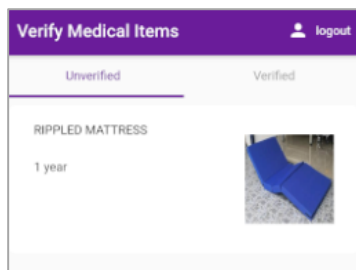 Verify Medical Items logout
Unverified Verified
RIPPLED MATTRESS
1 year